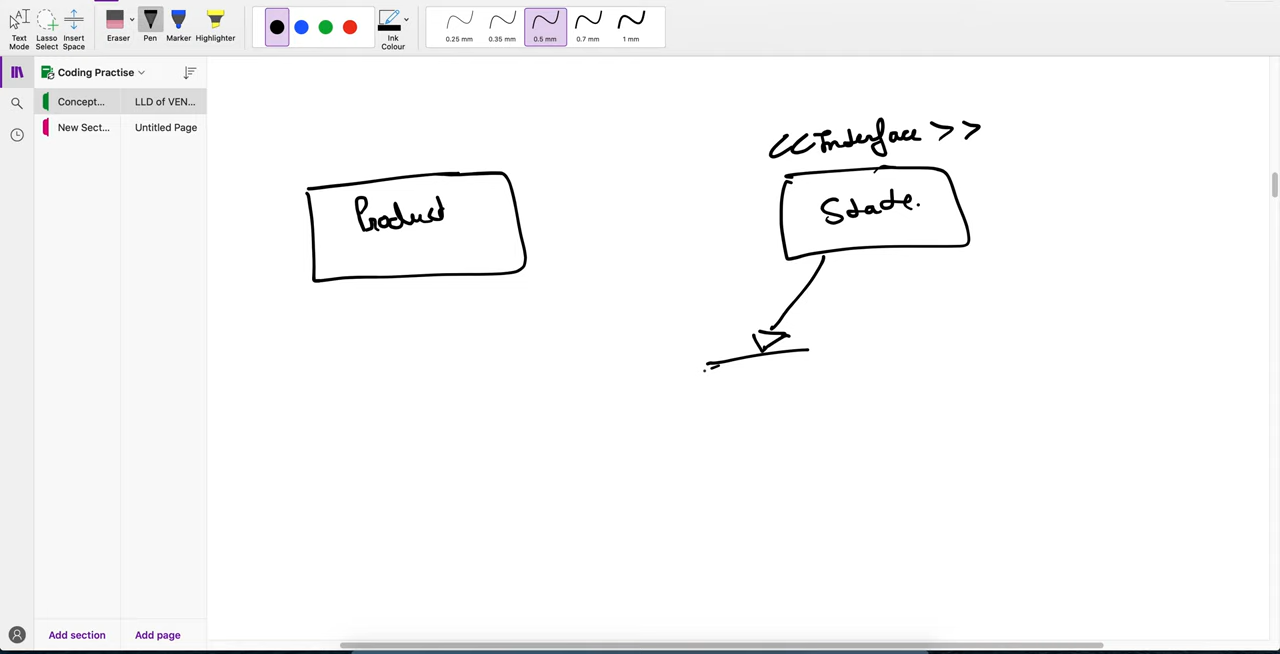 Text Mode
Lasso Select
Insert Space
Eraser
Pen
Marker
Highlighter
Ink Colour
0.25 mm
0.35 mm
0.5 mm
0.7 mm
1 mm
Coding Practise
Concept...
LLD of VEN...
New Sect...
Untitled Page
<<Interface>>
Product
State.
Add section
Add page